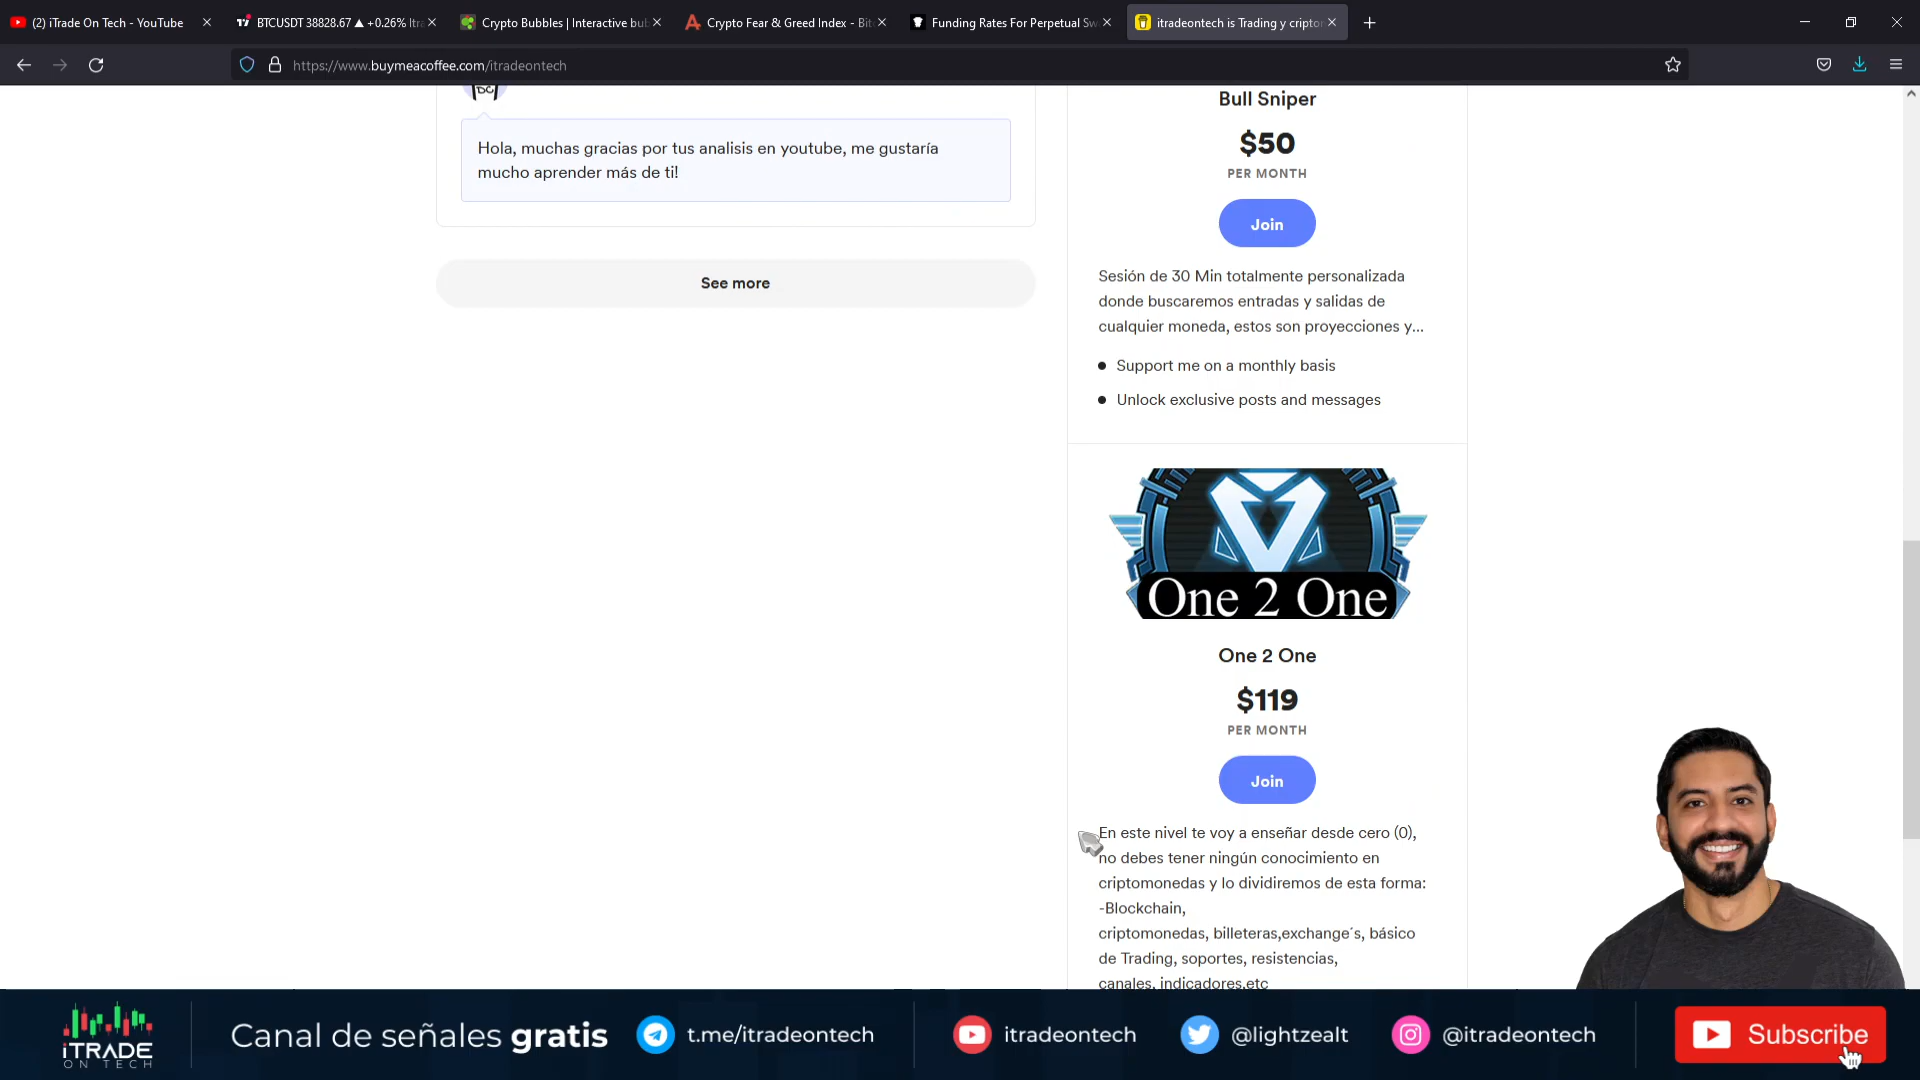 (2) iTrade On Tech - YouTube
BTCUSDT 38828.67 ▲ +0.26% Itra
Crypto Bubbles | Interactive bub
Crypto Fear & Greed Index - Bitc
Funding Rates For Perpetual Sw
itradeontech is Trading y cripto
https://www.buymeacoffee.com/itradeontech
DC
Hola, muchas gracias por tus analisis en youtube, me gustaría
mucho aprender más de ti!
See more
Bull Sniper
$50
PER MONTH
Join
Sesión de 30 Min totalmente personalizada
donde buscaremos entradas y salidas de
cualquier moneda, estos son proyecciones y...
• Support me on a monthly basis
• Unlock exclusive posts and messages
One 2 One
One 2 One
$119
PER MONTH
Join
En este nivel te voy a enseñar desde cero (0),
no debes tener ningún conocimiento en
criptomonedas y lo dividiremos de esta forma:
-Blockchain,
criptomonedas, billeteras,exchange´s, básico
de Trading, soportes, resistencias,
canales, indicadores,etc
iTRADE
ON TECH
Canal de señales gratis
t.me/itradeontech
itradeontech
@lightzealt
@itradeontech
Subscribe